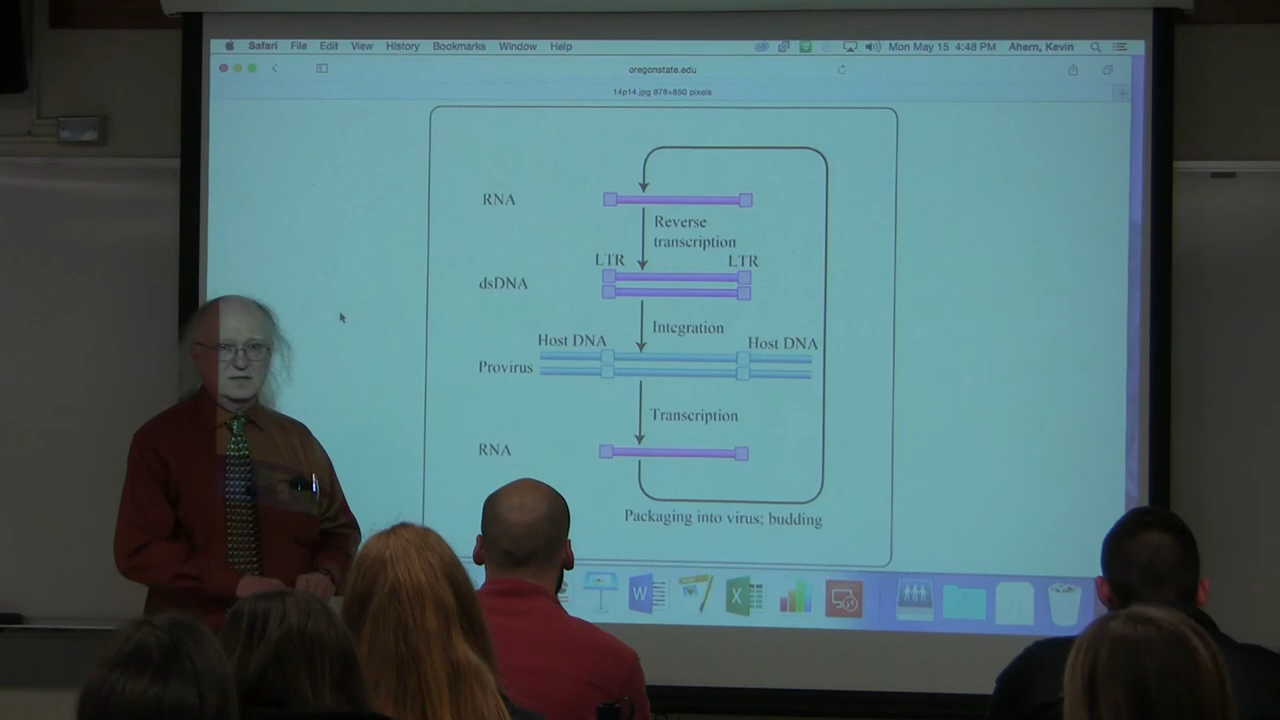 Safari File Edit View History Bookmarks Window Help Mon May 15 4:48 PM Ahern, Kevin
oregonstate.edu
14p14.jpg 878×850 pixels
RNA
Reverse
transcription
LTR LTR
dsDNA
Integration
Host DNA Host DNA
Provirus
Transcription
RNA
Packaging into virus; budding
W X